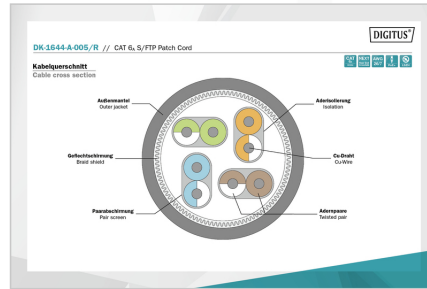 DIGITUS®
DK-1644-A-005/R // CAT 6A S/FTP Patch Cord
Kabelquerschnitt
Cable cross section
Außenmantel
Outer jacket
Aderisolierung
Isolation
Geflechtschirmung
Braid shield
Cu-Draht
Cu-Wire
Paarabschirmung
Pair screen
Adernpaare
Twisted pair